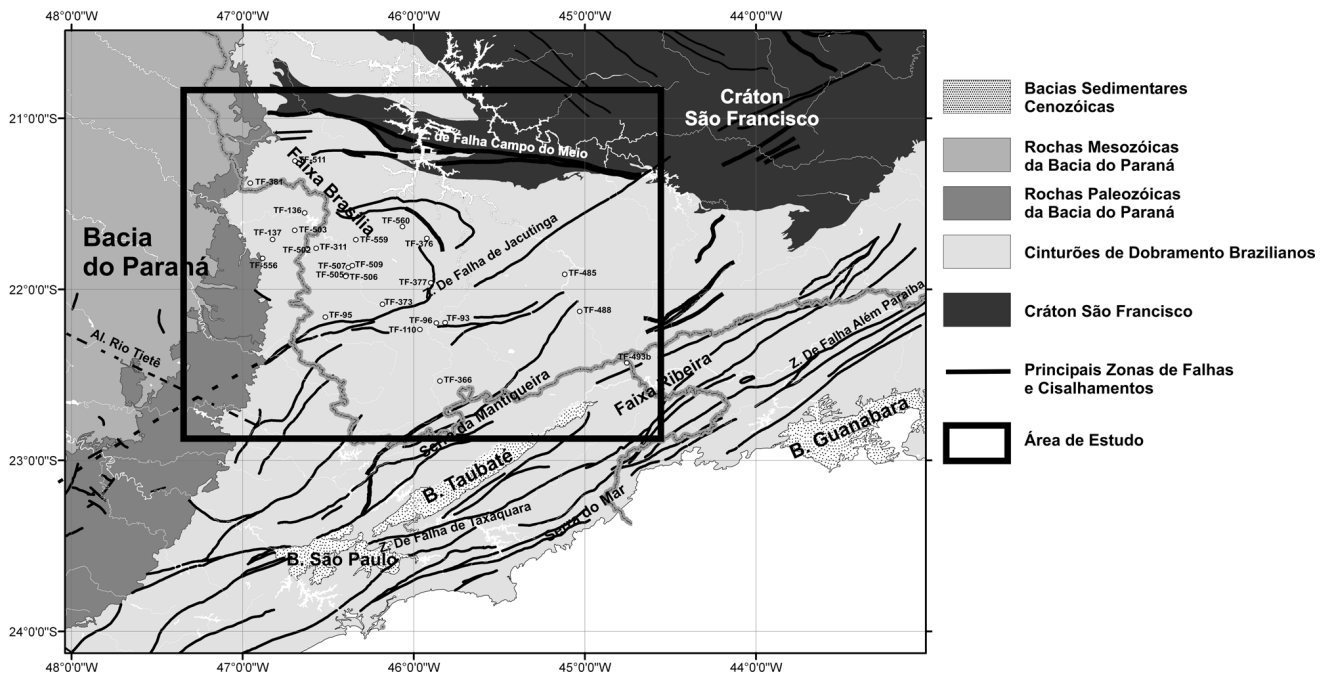 48°0'0"W 47°0'0"W 46°0'0"W 45°0'0"W 44°0'0"W
21°0'0"S
22°0'0"S
23°0'0"S
24°0'0"S
Cráton
São Francisco
Z. de Falha Campo do Meio
Faixa Brasília
TF-511
TF-381
TF-136
TF-503
TF-137
TF-502
TF-311
TF-556
TF-560
TF-559
TF-376
TF-507
TF-509
TF-505
TF-506
TF-377
Z. De Falha de Jacutinga
TF-485
TF-373
TF-95
TF-96
TF-93
TF-110
TF-488
TF-493b
TF-366
Bacia
do Paraná
Al. Rio Tietê
Z. De Falha Além Paraiba
Faixa Ribeira
Serra da Mantiqueira
B. Taubate
B. Guanabara
Z. De Falha de Taxaquara
Serra do Mar
B. São Paulo
48°0'0"W 47°0'0"W 46°0'0"W 45°0'0"W 44°0'0"W
Bacias Sedimentares
Cenozóicas
Rochas Mesozóicas
da Bacia do Paraná
Rochas Paleozóicas
da Bacia do Paraná
Cinturões de Dobramento Brazilianos
Cráton São Francisco
Principais Zonas de Falhas
e Cisalhamentos
Área de Estudo